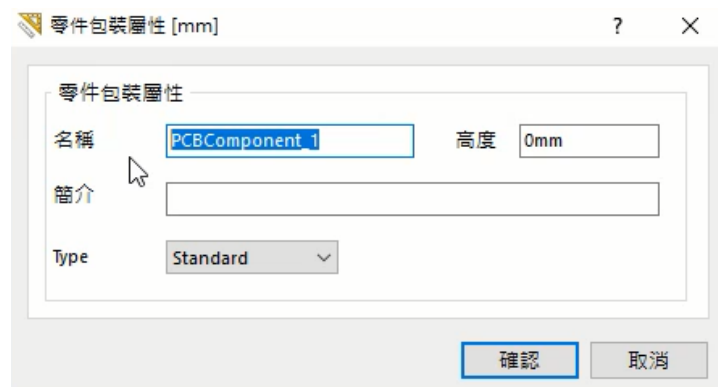 零件包裝屬性 [mm]
?
零件包裝屬性
名稱 PCBComponent_1 高度 0mm
簡介
Type Standard
確認 取消